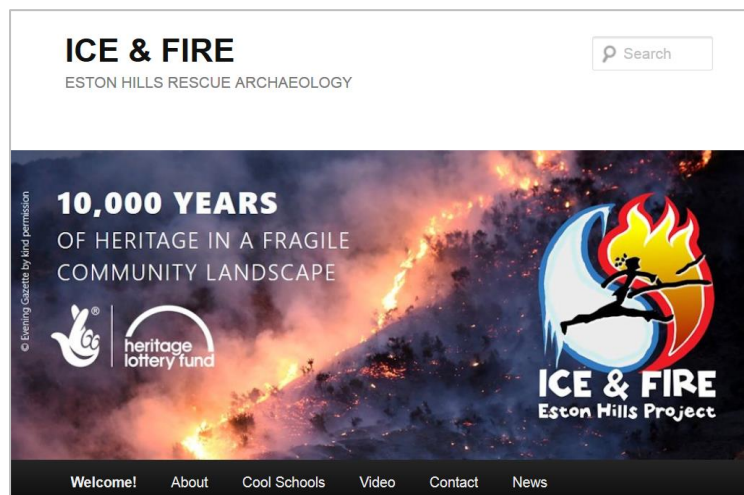 ICE & FIRE
ESTON HILLS RESCUE ARCHAEOLOGY
Search
© Evening Gazette by kind permission
10,000 YEARS
OF HERITAGE IN A FRAGILE
COMMUNITY LANDSCAPE
®
heritage
lottery fund
ICE & FIRE
Eston Hills Project
Welcome! About Cool Schools Video Contact News